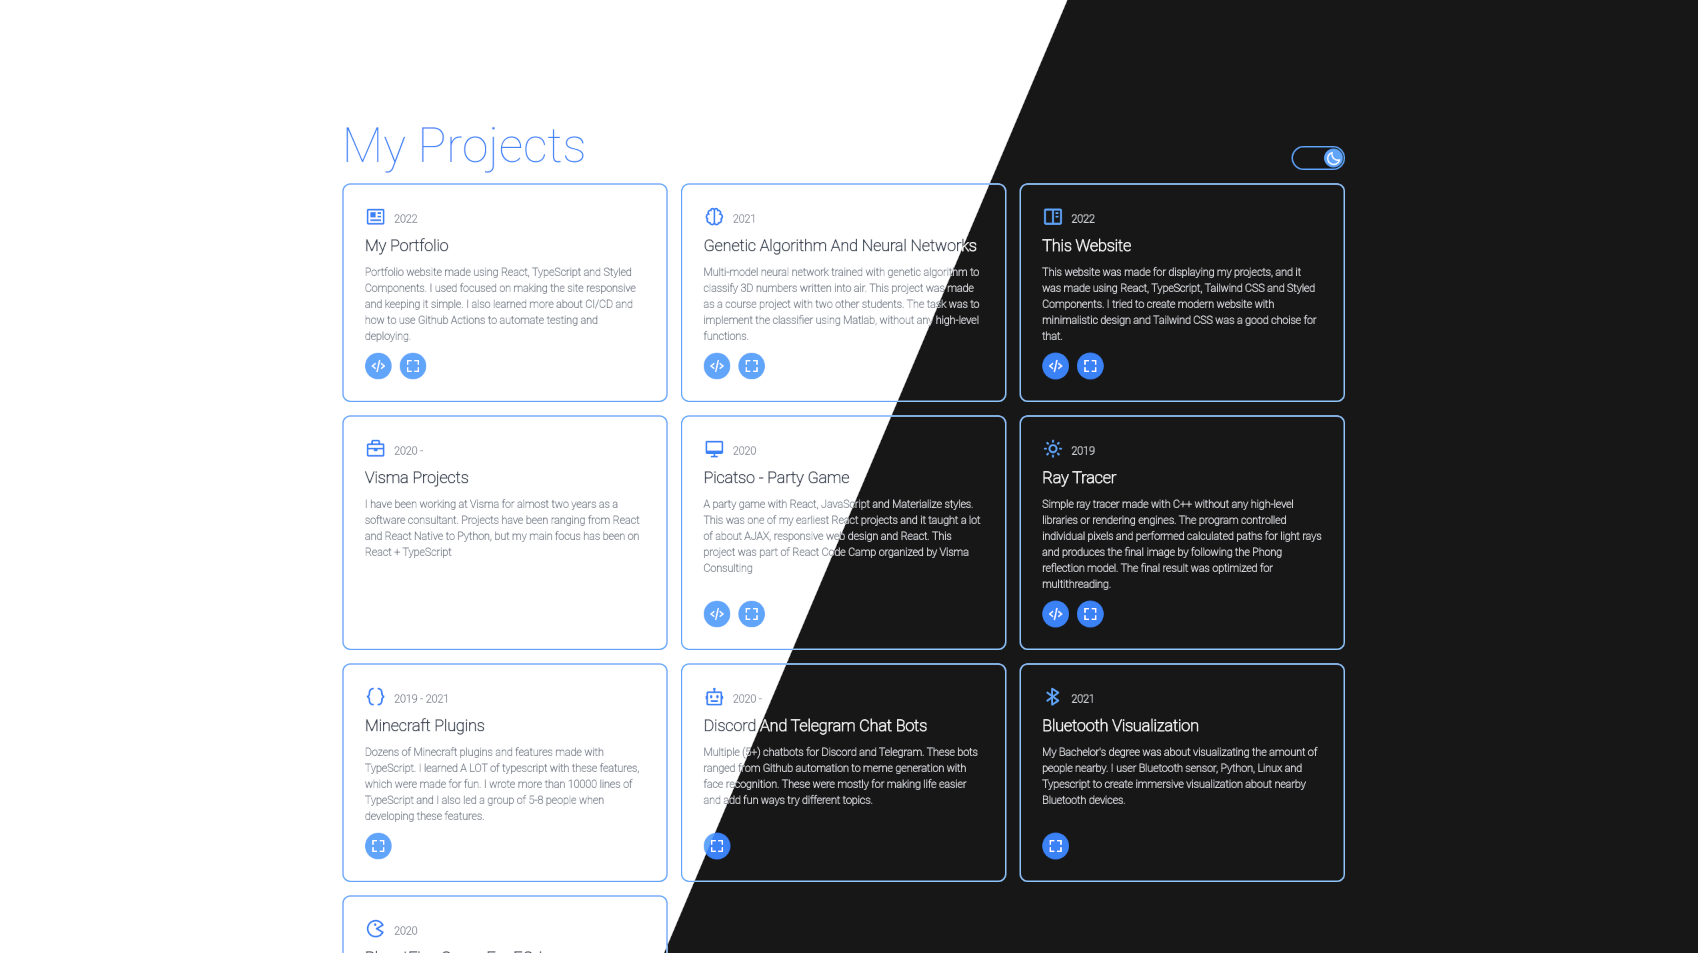 My Projects
2022
My Portfolio
Portfolio website made using React, TypeScript and Styled
Components. I used focused on making the site responsive
and keeping it simple. I also learned more about CI/CD and
how to use Github Actions to automate testing and
deploying.
2021
Genetic Algorithm And Neural Networks
Multi-model neural network trained with genetic algorithm to
classify 3D numbers written into air. This project was made
as a course project with two other students. The task was to
implement the classifier using Matlab, without any high-level
functions.
2022
This Website
This website was made for displaying my projects, and it
was made using React, TypeScript, Tailwind CSS and Styled
Components. I tried to create modern website with
minimalistic design and Tailwind CSS was a good choise for
that.
2020 -
Visma Projects
I have been working at Visma for almost two years as a
software consultant. Projects have been ranging from React
and React Native to Python, but my main focus has been on
React + TypeScript
2020
Picatso - Party Game
A party game with React, JavaScript and Materialize styles.
This was one of my earliest React projects and it taught a lot
of about AJAX, responsive web design and React. This
project was part of React Code Camp organized by Visma
Consulting
2019
Ray Tracer
Simple ray tracer made with C++ without any high-level
libraries or rendering engines. The program controlled
individual pixels and performed calculated paths for light rays
and produces the final image by following the Phong
reflection model. The final result was optimized for
multithreading.
2019 - 2021
Minecraft Plugins
Dozens of Minecraft plugins and features made with
TypeScript. I learned A LOT of typescript with these features,
which were made for fun. I wrote more than 10000 lines of
TypeScript and I also led a group of 5-8 people when
developing these features.
2020 -
Discord And Telegram Chat Bots
Multiple (5+) chatbots for Discord and Telegram. These bots
ranged from Github automation to meme generation with
face recognition. These were mostly for making life easier
and add fun ways try different topics.
2021
Bluetooth Visualization
My Bachelor's degree was about visualizating the amount of
people nearby. I user Bluetooth sensor, Python, Linux and
Typescript to create immersive visualization about nearby
Bluetooth devices.
2020